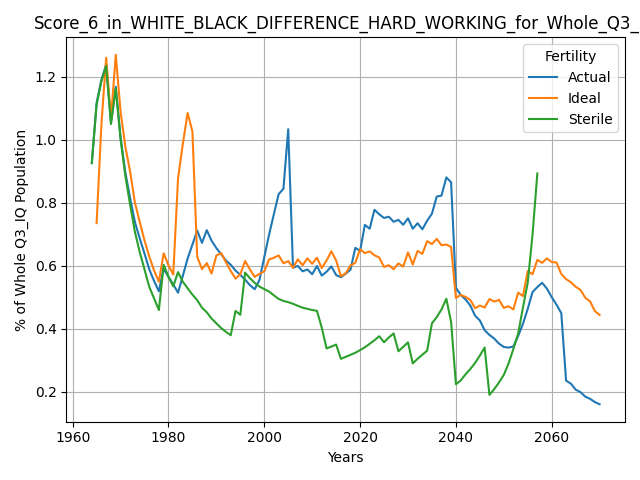 Score_6_in_WHITE_BLACK_DIFFERENCE_HARD_WORKING_for_Whole_Q3_
% of Whole Q3_IQ Population
1.2
1.0
0.8
0.6
0.4
0.2
Fertility
Actual
Ideal
Sterile
1960
1980
2000
2020
2040
2060
Years